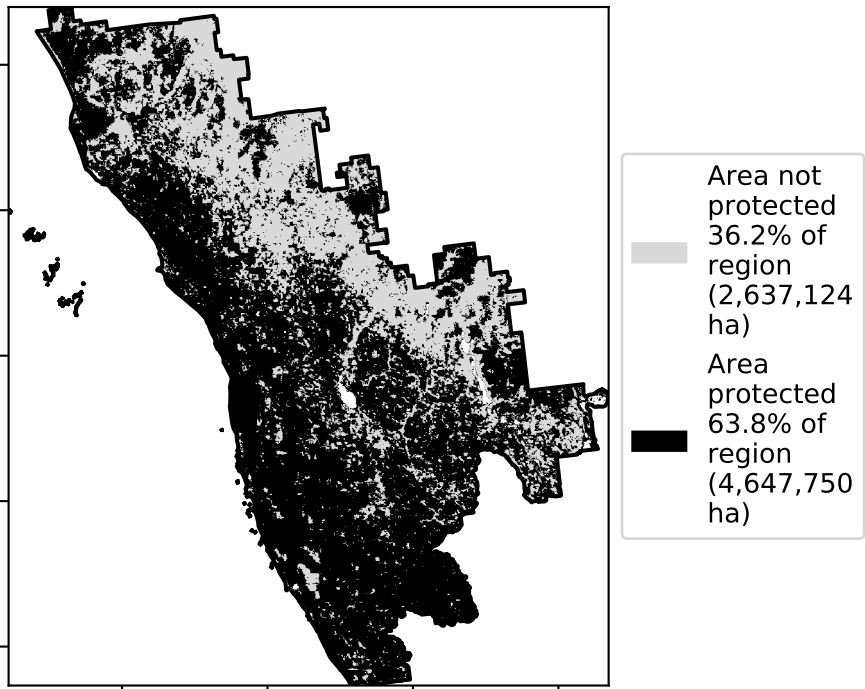 Area not
protected
36.2% of
region
(2,637,124
ha)
Area
protected
63.8% of
region
(4,647,750
ha)